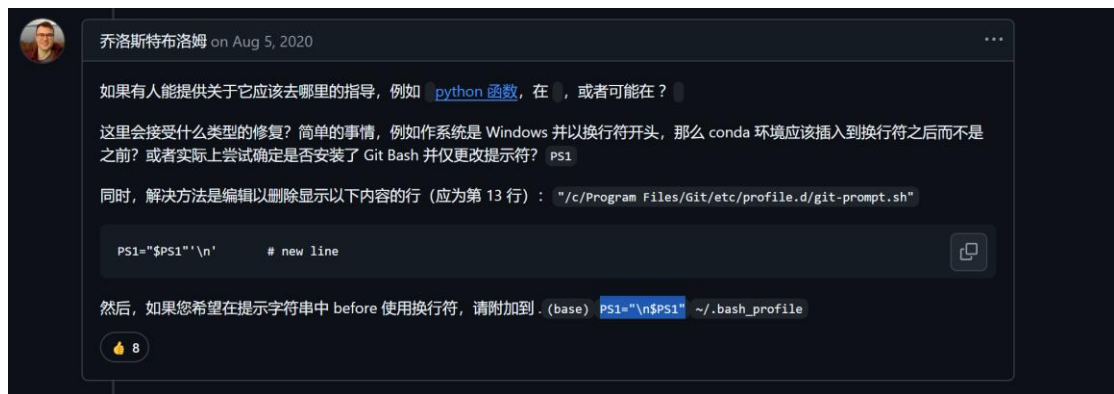 乔洛斯特布洛姆 on Aug 5, 2020
如果有人能提供关于它应该去哪里的指导，例如 python 函数，在 ，或者可能在？
这里会接受什么类型的修复？简单的事情，例如作系统是 Windows 并以换行符开头，那么 conda 环境应该插入到换行符之后而不是
之前？或者实际上尝试确定是否安装了 Git Bash 并仅更改提示符？ PS1
同时，解决方法是编辑以删除显示以下内容的行（应为第 13 行）： "/c/Program Files/Git/etc/profile.d/git-prompt.sh"
PS1="$PS1"'\n' # new line
然后，如果您希望在提示字符串中 before 使用换行符，请附加到 . (base) PS1="\n$PS1" ~/.bash_profile
👍 8